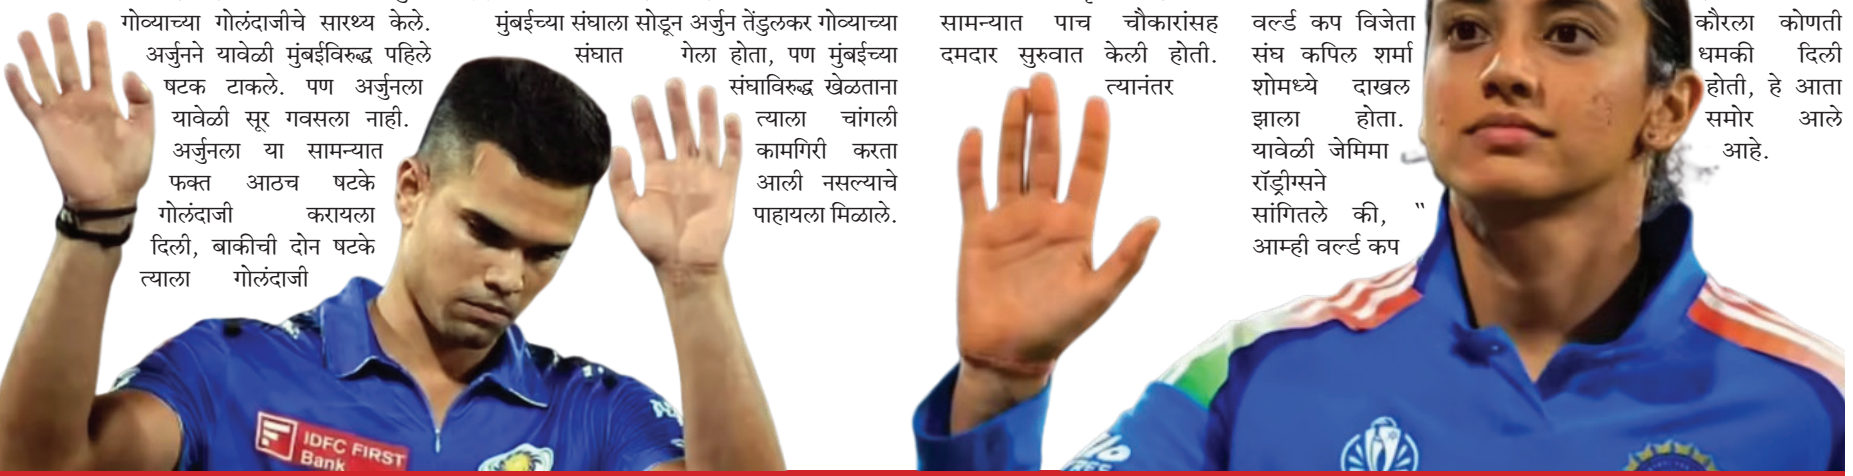 गोव्याच्या गोलंदाजीचे सारथ्य केले.
अर्जुनने यावेळी मुंबईविरुद्ध पहिले
षटक टाकले. पण अर्जुनला
यावेळी सूर गवसला नाही.
अर्जुनला या सामन्यात
फक्त आठच षटके
गोलंदाजी करायला
दिली, बाकीची दोन षटके
त्याला गोलंदाजी
मुंबईच्या संघाला सोडून अर्जुन तेंडुलकर गोव्याच्या
संघात गेला होता, पण मुंबईच्या
संघाविरुद्ध खेळताना
त्याला चांगली
कामगिरी करता
आली नसल्याचे
पाहायला मिळाले.
सामन्यात पाच चौकारांसह
दमदार सुरुवात केली होती.
त्यानंतर
वर्ल्ड कप विजेता
संघ कपिल शर्मा
शोमध्ये दाखल
झाला होता.
यावेळी जेमिमा
रॉड्रीग्सने
सांगितले की, "
आम्ही वर्ल्ड कप
कौरला कोणती
धमकी दिली
होती, हे आता
समोर आले
आहे.
IDFC FIRST
Bank